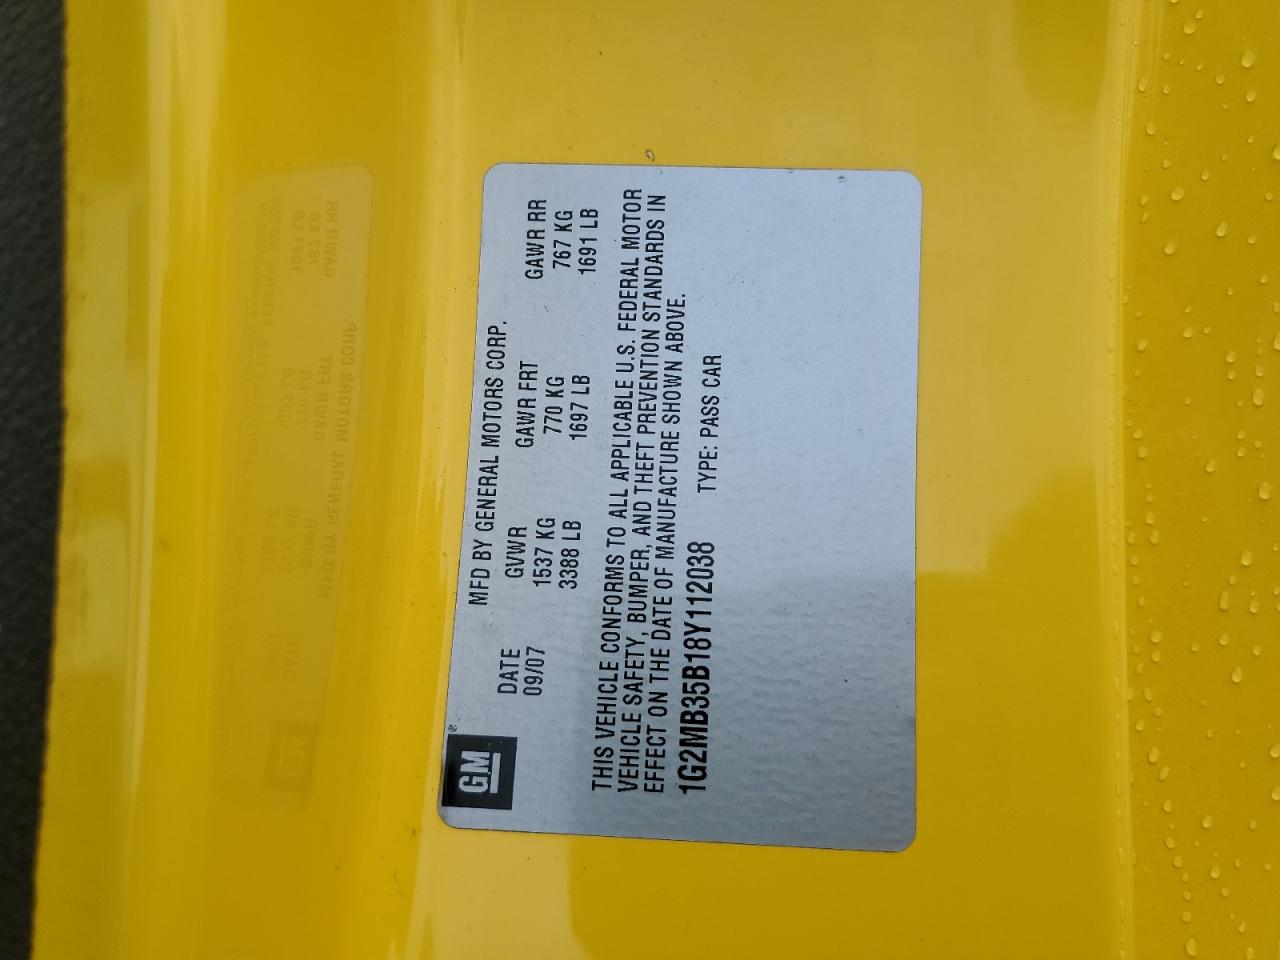 GM
®
MFD BY GENERAL MOTORS CORP.
DATE GVWR GAWR FRT GAWR RR
09/07 1537 KG 770 KG 767 KG
3388 LB 1697 LB 1691 LB
THIS VEHICLE CONFORMS TO ALL APPLICABLE U.S. FEDERAL MOTOR
VEHICLE SAFETY, BUMPER, AND THEFT PREVENTION STANDARDS IN
EFFECT ON THE DATE OF MANUFACTURE SHOWN ABOVE.
1G2MB35B18Y112038 TYPE: PASS CAR